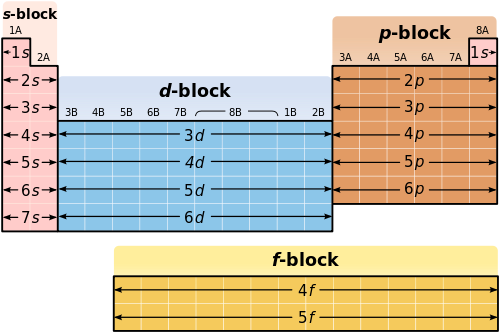 s-block
1A
2A
1s
2s
3s
4s
5s
6s
7s
d-block
3B 4B 5B 6B 7B 8B 1B 2B
3d
4d
5d
6d
p-block
8A
3A 4A 5A 6A 7A
1s
2p
3p
4p
5p
6p
f-block
4f
5f